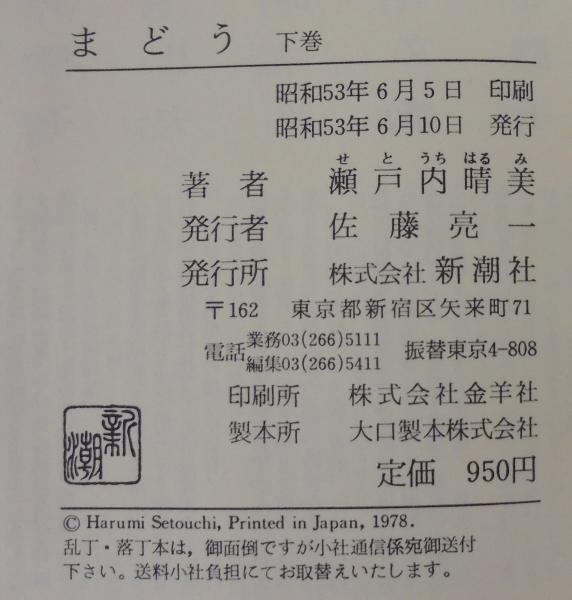 まどう 下巻
昭和53年6月5日 印刷
昭和53年6月10日 発行
せ と うち はる み
著者 瀬戸内晴美
発行者 佐藤亮一
発行所 株式会社 新潮社
〒162 東京都新宿区矢来町71
電話 業務03(266)5111
編集03(266)5411 振替東京4-808
印刷所 株式会社金羊社
製本所 大口製本株式会社
定価 950円
新潮
© Harumi Setouchi, Printed in Japan, 1978.
乱丁・落丁本は，御面倒ですが小社通信係宛御送付
下さい。送料小社負担にてお取替えいたします。